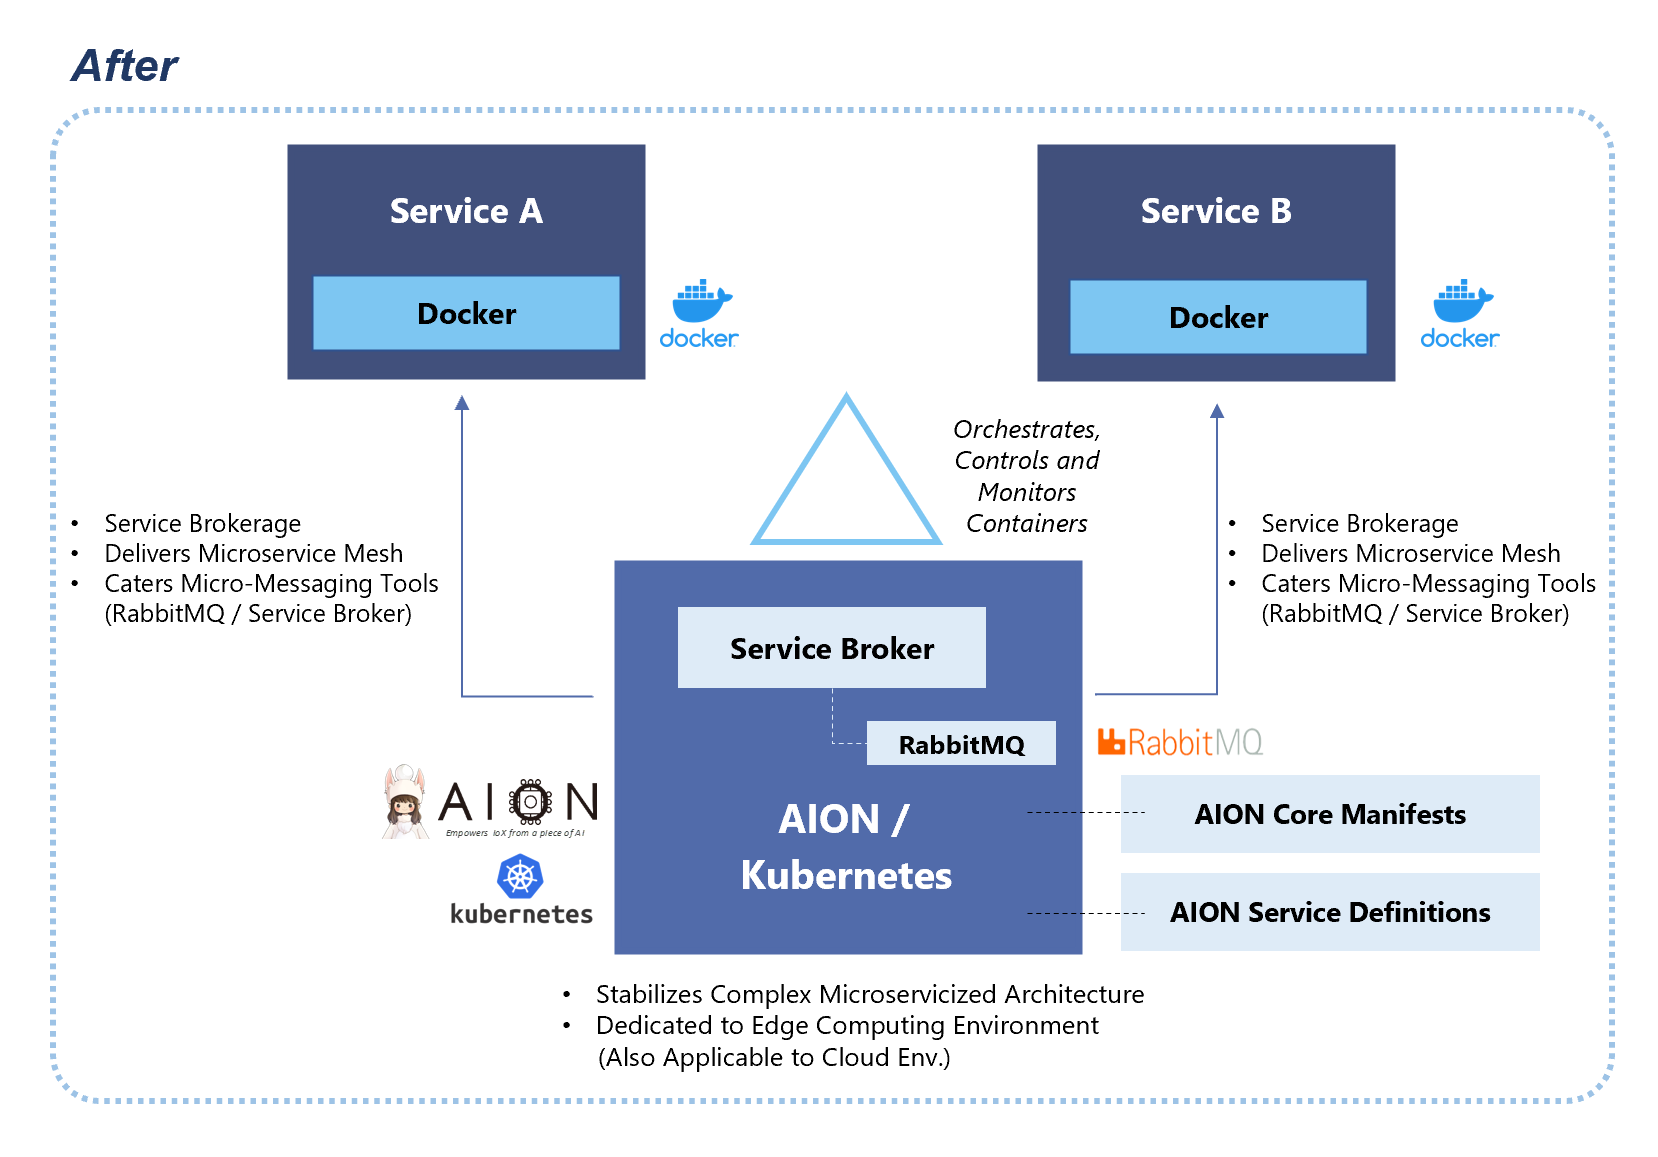 After
Service A
Docker
docker
Service B
Docker
docker
Orchestrates,
Controls and
Monitors
Containers
• Service Brokerage
• Delivers Microservice Mesh
• Caters Micro-Messaging Tools
(RabbitMQ / Service Broker)
• Service Brokerage
• Delivers Microservice Mesh
• Caters Micro-Messaging Tools
(RabbitMQ / Service Broker)
Service Broker
RabbitMQ
RabbitMQ
AION
Empowers IoX from a piece of AI
kubernetes
AION /
Kubernetes
AION Core Manifests
AION Service Definitions
• Stabilizes Complex Microservicized Architecture
• Dedicated to Edge Computing Environment
(Also Applicable to Cloud Env.)